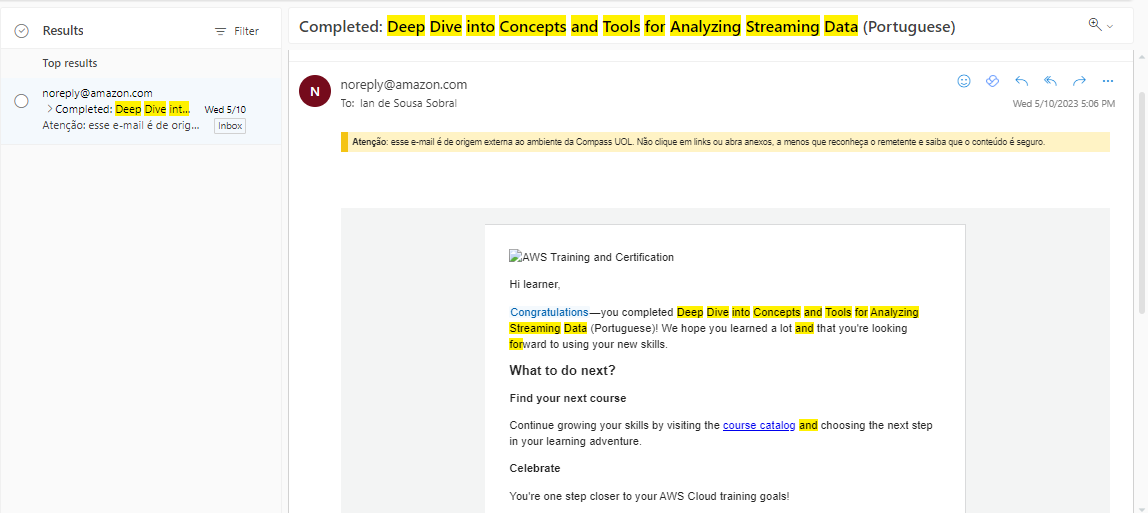 Results
Filter
Top results
noreply@amazon.com
Completed: Deep Dive int...
Wed 5/10
Atenção: esse e-mail é de orig...
Inbox
Completed: Deep Dive into Concepts and Tools for Analyzing Streaming Data (Portuguese)
N
noreply@amazon.com
To: Ian de Sousa Sobral
Wed 5/10/2023 5:06 PM
Atenção: esse e-mail é de origem externa ao ambiente da Compass UOL. Não clique em links ou abra anexos, a menos que reconheça o remetente e saiba que o conteúdo é seguro.
AWS Training and Certification
Hi learner,
Congratulations—you completed Deep Dive into Concepts and Tools for Analyzing
Streaming Data (Portuguese)! We hope you learned a lot and that you're looking
forward to using your new skills.
What to do next?
Find your next course
Continue growing your skills by visiting the course catalog and choosing the next step
in your learning adventure.
Celebrate
You're one step closer to your AWS Cloud training goals!